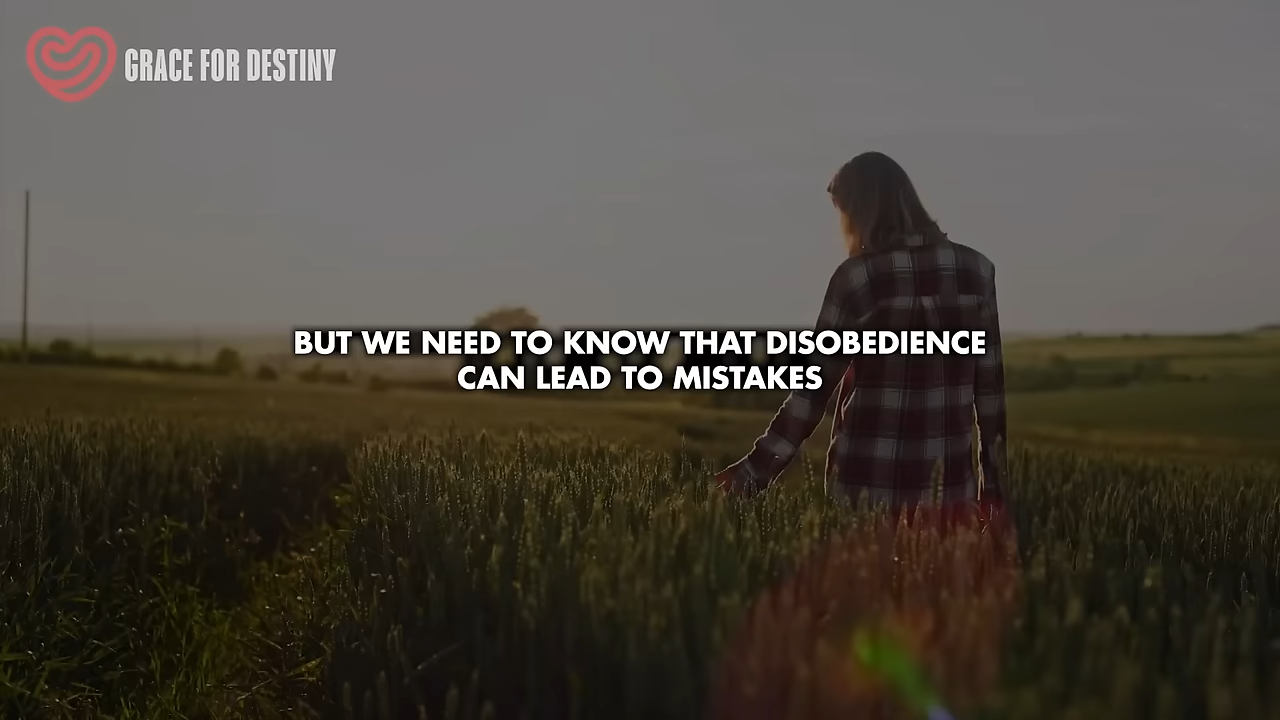 GRACE FOR DESTINY
BUT WE NEED TO KNOW THAT DISOBEDIENCE
CAN LEAD TO MISTAKES